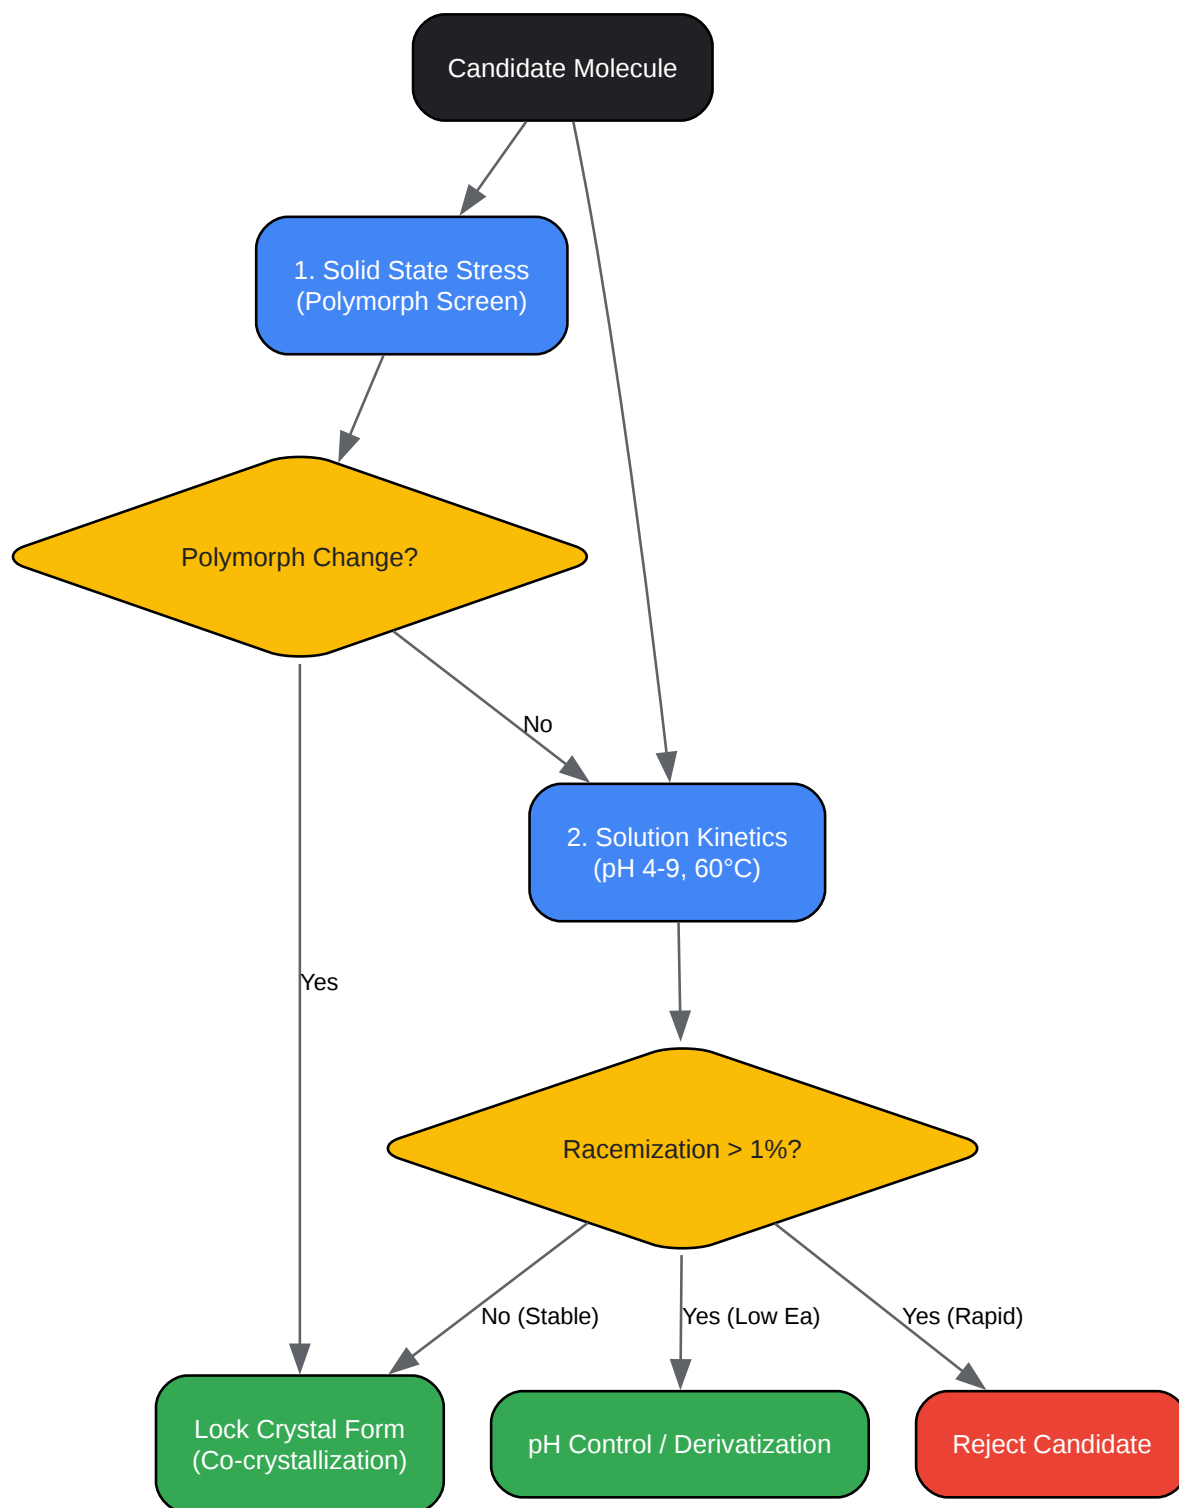 Candidate Molecule
1. Solid State Stress
(Polymorph Screen)
Polymorph Change?
No
2. Solution Kinetics
(pH 4-9, 60°C)
Yes
Racemization > 1%?
No (Stable)
Yes (Low Ea)
Yes (Rapid)
Lock Crystal Form
(Co-crystallization)
pH Control / Derivatization
Reject Candidate